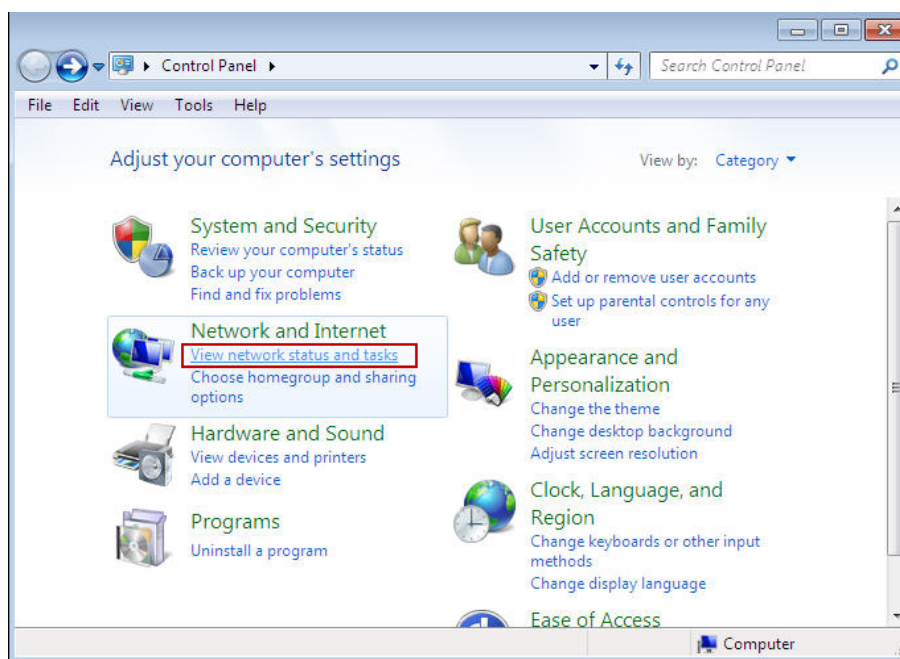 Control Panel
Search Control Panel
File Edit View Tools Help
Adjust your computer's settings
View by: Category
System and Security
Review your computer's status
Back up your computer
Find and fix problems
Network and Internet
View network status and tasks
Choose homegroup and sharing
options
Hardware and Sound
View devices and printers
Add a device
Programs
Uninstall a program
User Accounts and Family
Safety
Add or remove user accounts
Set up parental controls for any
user
Appearance and
Personalization
Change the theme
Change desktop background
Adjust screen resolution
Clock, Language, and
Region
Change keyboards or other input
methods
Change display language
Ease of Access
Computer